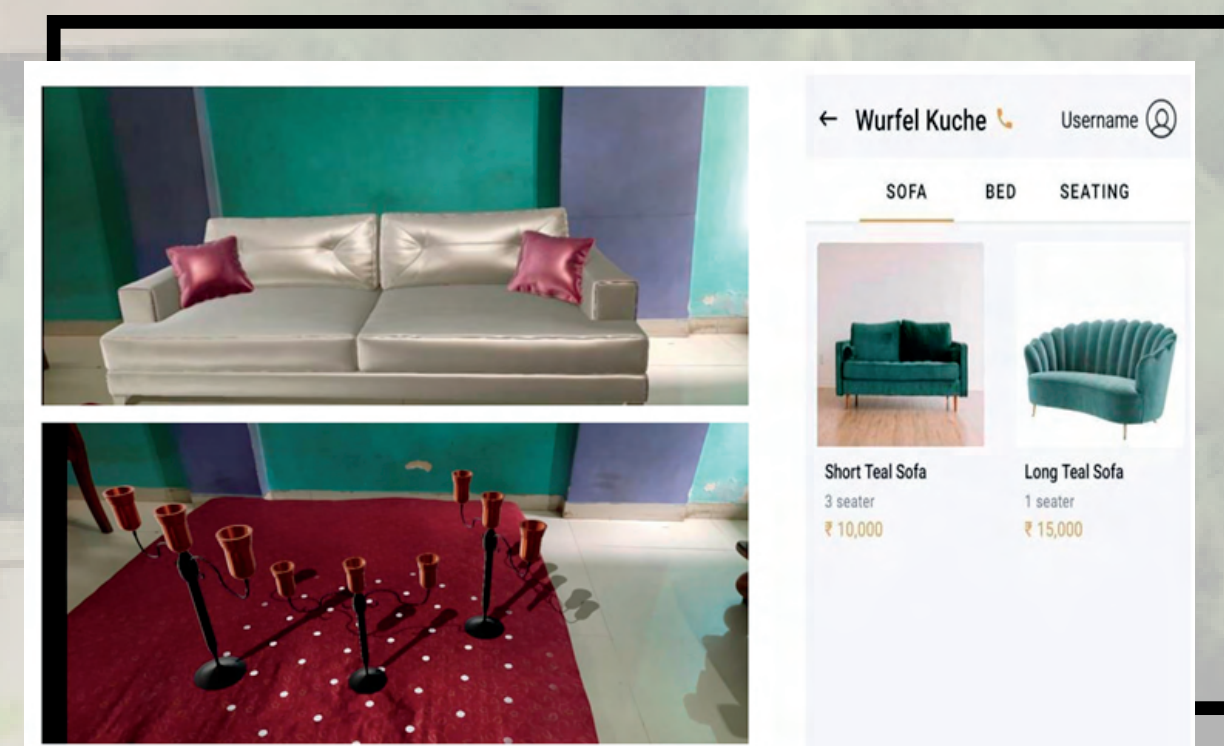 Wurfel Kuche Username
SOFA BED SEATING
Short Teal Sofa Long Teal Sofa
3 seater 1 seater
₹ 10,000 ₹ 15,000